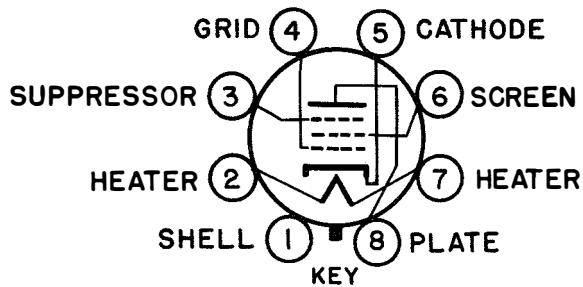 GRID 4 5 CATHODE
SUPPRESSOR 3 6 SCREEN
HEATER 2 7 HEATER
SHELL 1 8 PLATE
KEY